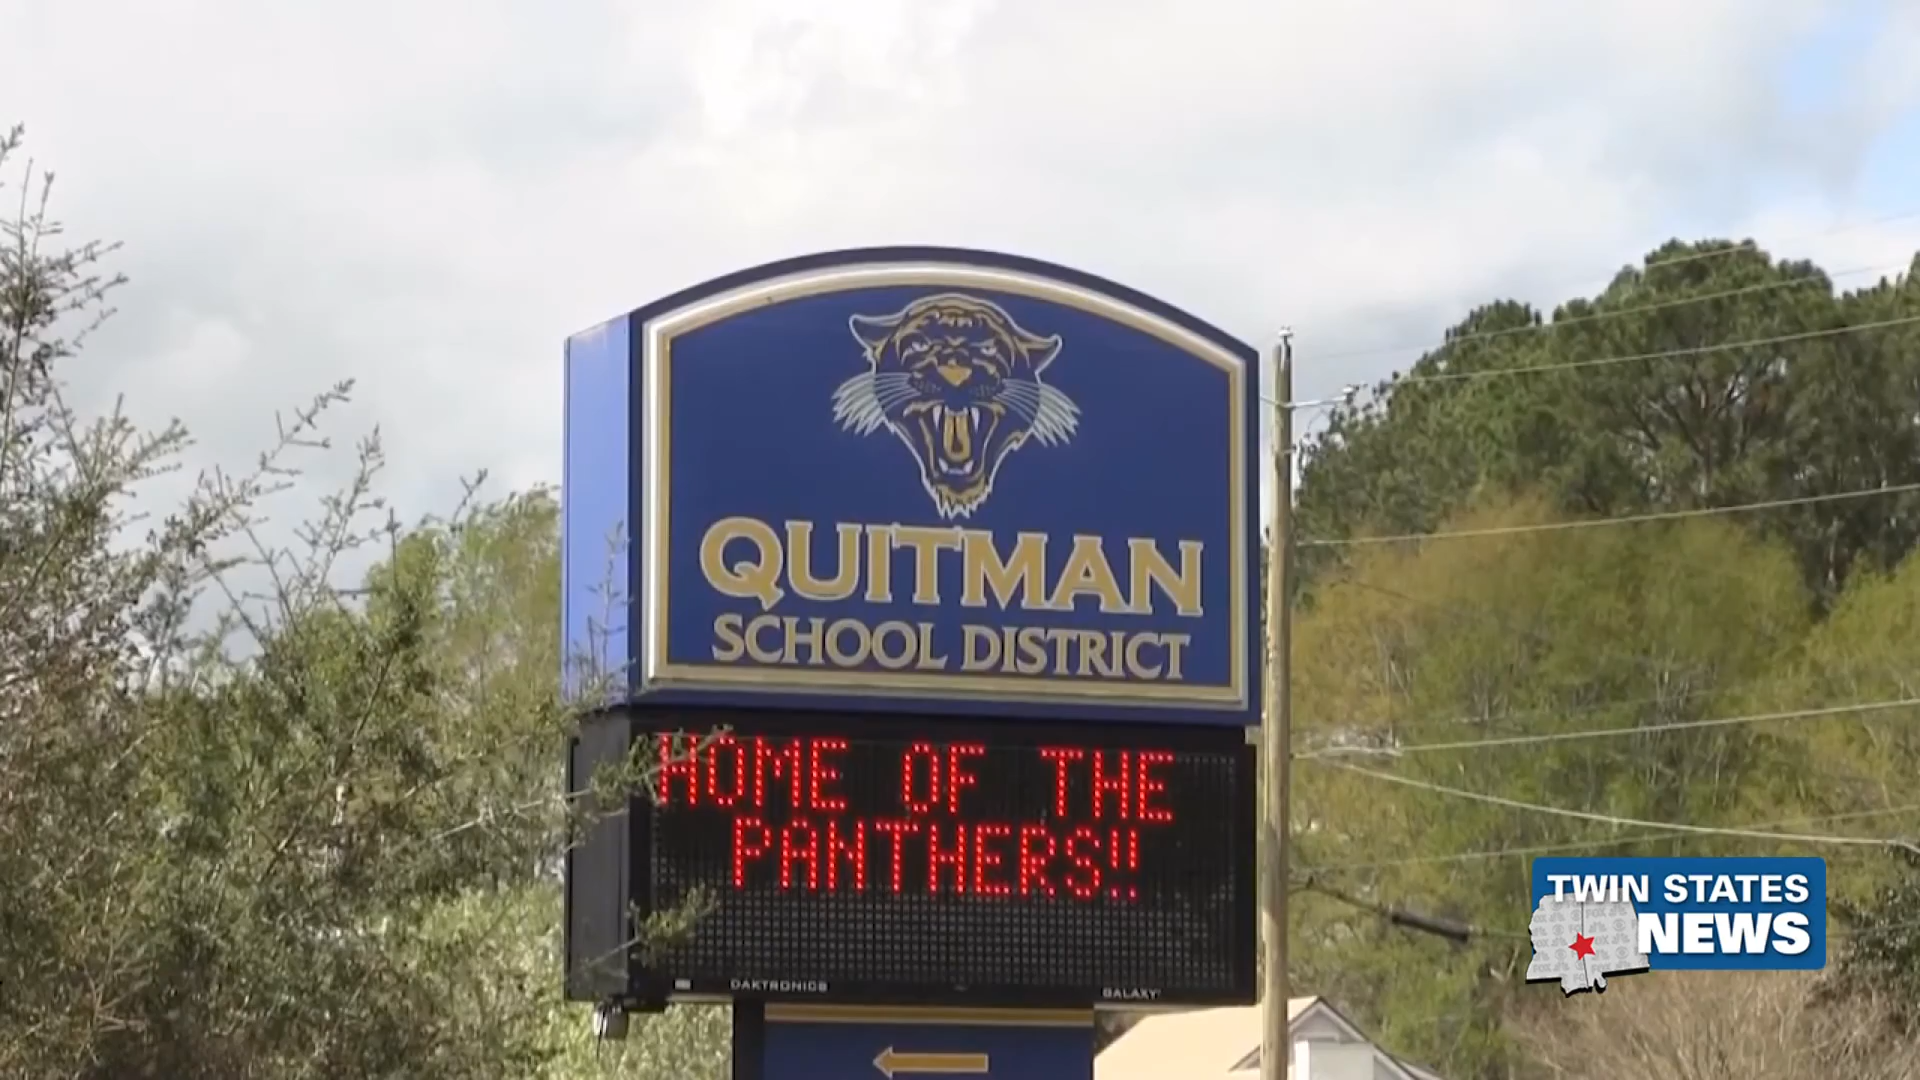 QUITMAN
SCHOOL DISTRICT
HOME OF THE
PANTHERS!!
DAKTRONICS
GALAXY
TWIN STATES
NEWS